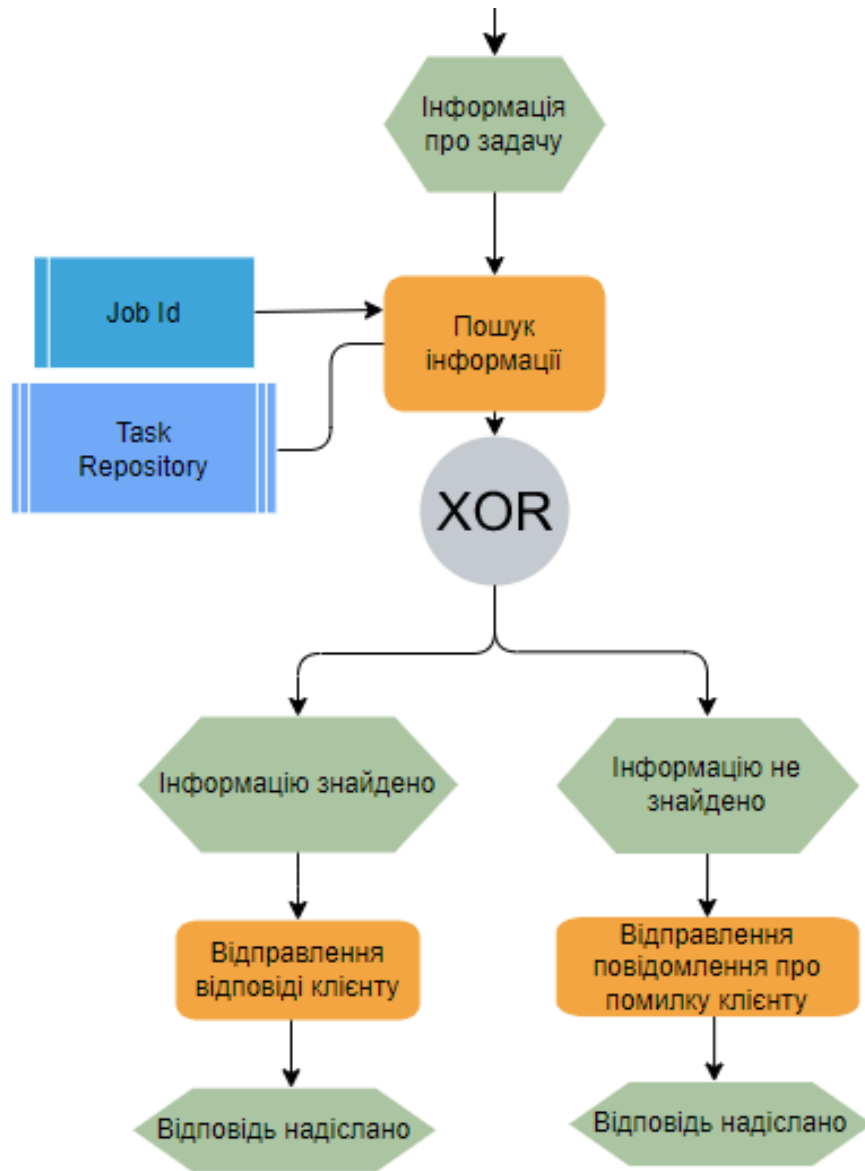 Інформація
про задачу
Job Id
Пошук
інформації
Task
Repository
XOR
Інформацію знайдено
Інформацію не
знайдено
Відправлення
відповіді клієнту
Відправлення
повідомлення про
помилку клієнту
Відповідь надіслано
Відповідь надіслано